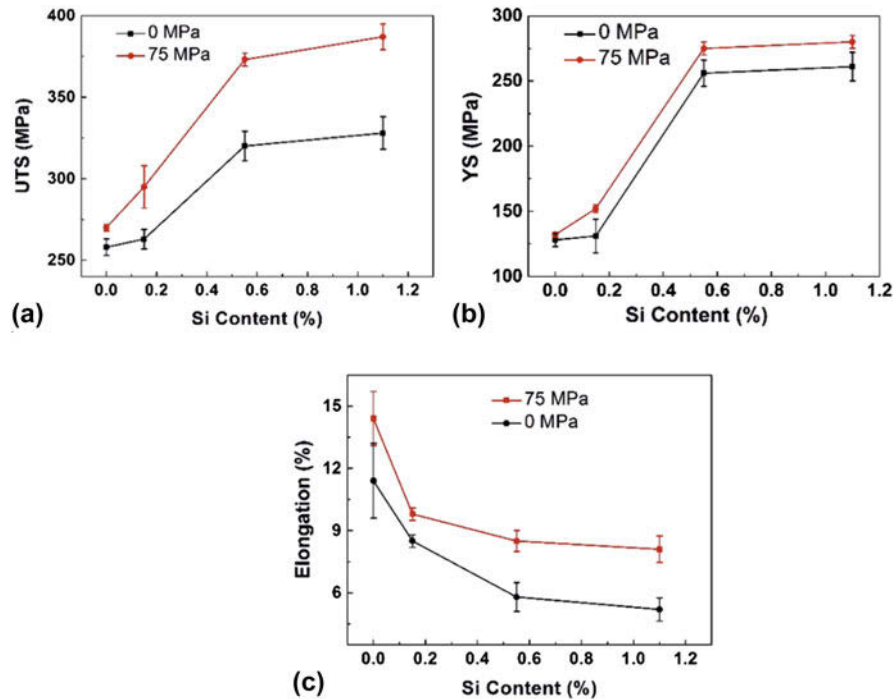 400
350
300
250
UTS (MPa)
0 MPa
75 MPa
0.0 0.2 0.4 0.6 0.8 1.0 1.2
Si Content (%)
(a)
300
250
200
150
100
YS (MPa)
0 MPa
75 MPa
0.0 0.2 0.4 0.6 0.8 1.0 1.2
Si Content (%)
(b)
15
12
9
6
Elongation (%)
75 MPa
0 MPa
0.0 0.2 0.4 0.6 0.8 1.0 1.2
Si Content (%)
(c)